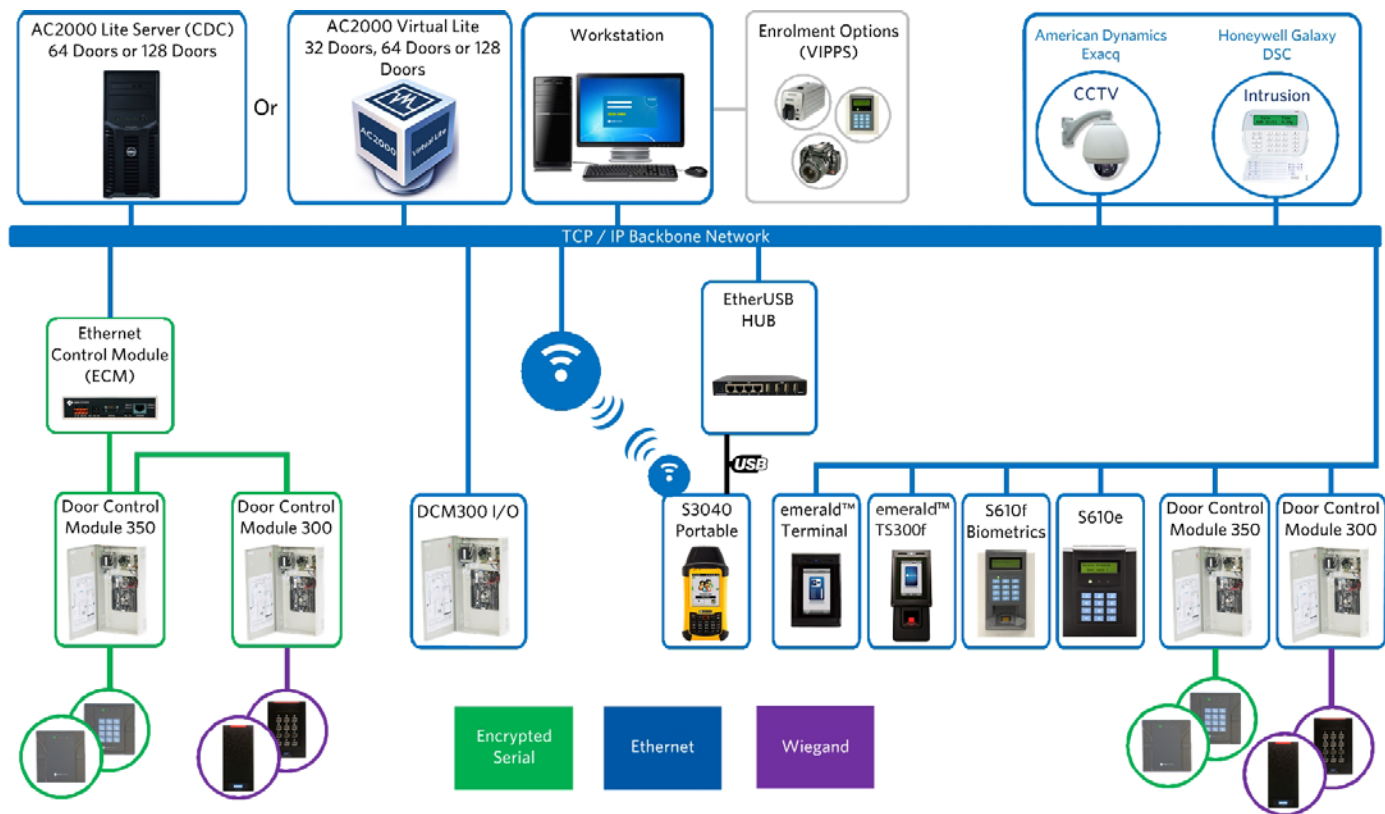 AC2000 Lite Server (CDC)
64 Doors or 128 Doors
Or
AC2000 Virtual Lite
32 Doors, 64 Doors or 128
Doors
AC2000
Virtual Lite
Workstation
Enrolment Options
(VIPPS)
American Dynamics
Exacq
CCTV
Honeywell Galaxy
DSC
Intrusion
TCP / IP Backbone Network
Ethernet
Control Module
(ECM)
EtherUSB
HUB
USB
Door Control
Module 350
Door Control
Module 300
DCM300 I/O
S3040
Portable
emerald™
Terminal
emerald™
TS300f
S610f
Biometrics
S610e
Door Control
Module 350
Door Control
Module 300
Encrypted
Serial
Ethernet
Wiegand